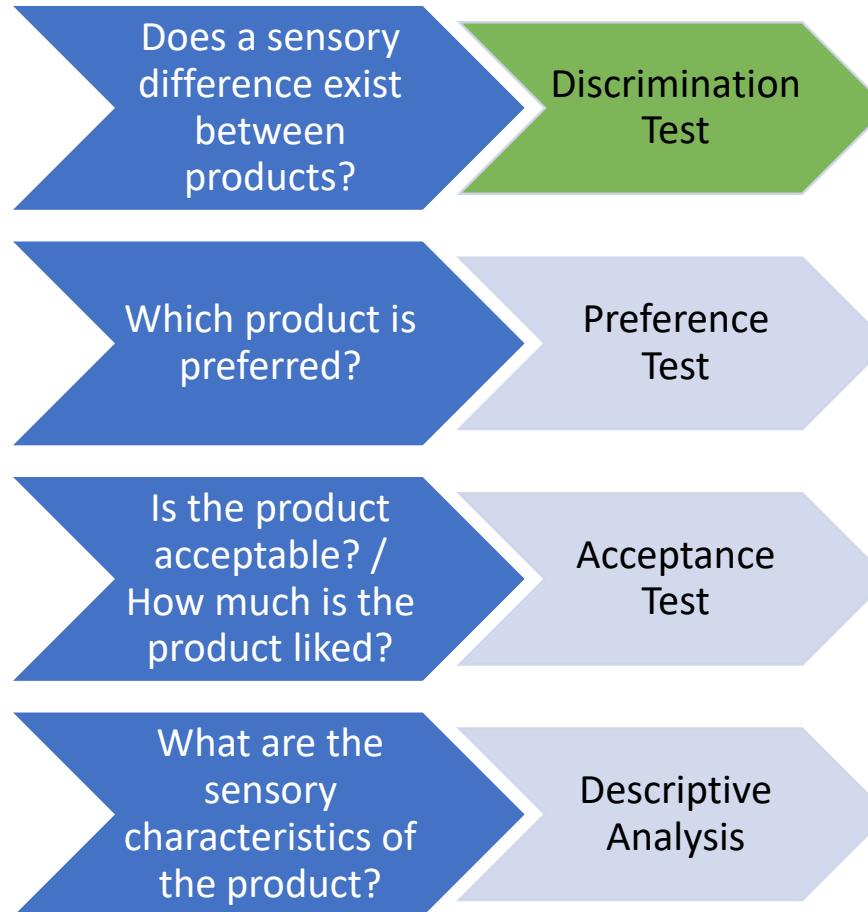 Does a sensory
difference exist
between
products?
Discrimination
Test
Which product is
preferred?
Preference
Test
Is the product
acceptable? /
How much is the
product liked?
Acceptance
Test
What are the
sensory
characteristics of
the product?
Descriptive
Analysis